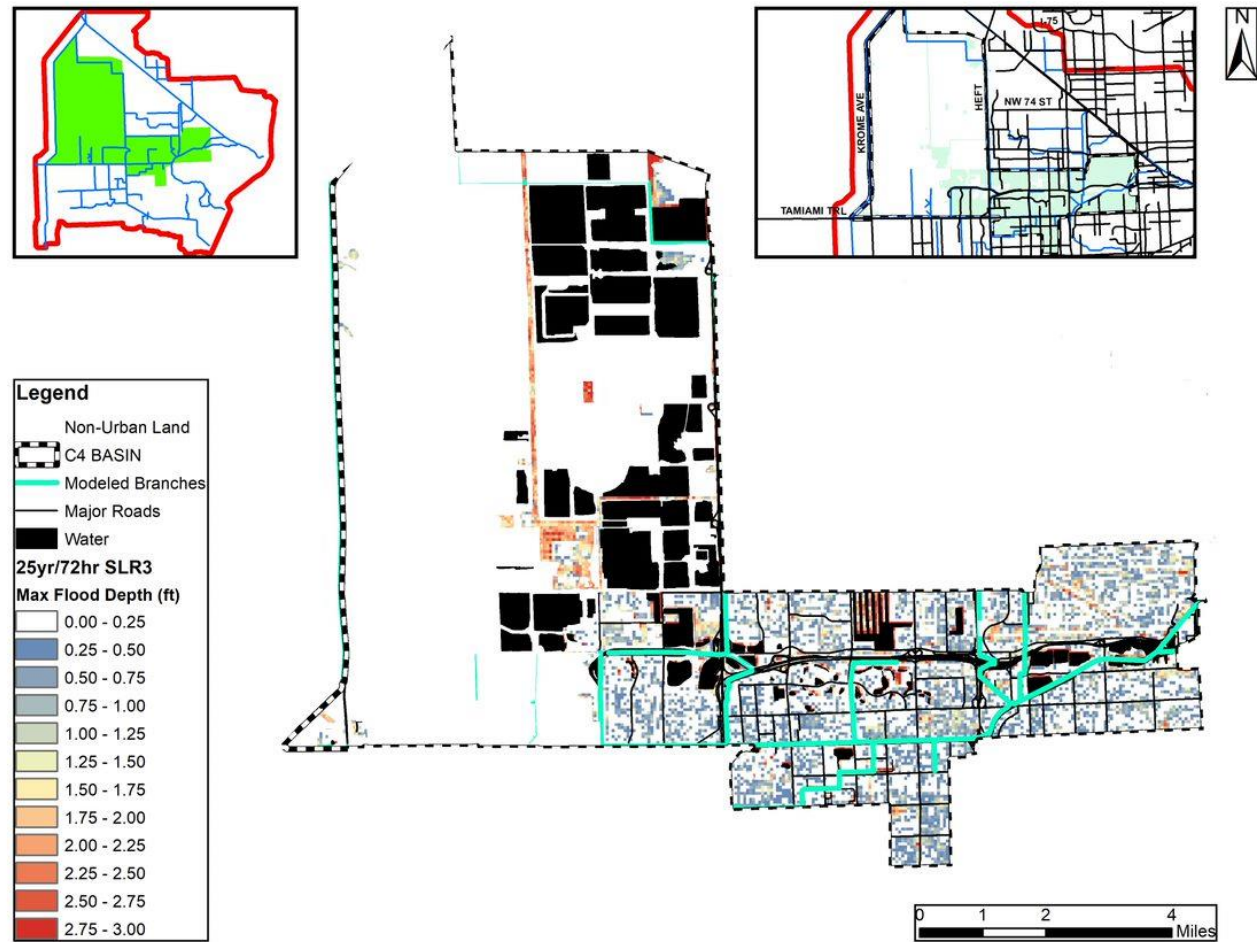 N
I-75
KROME AVE
HEFT
NW 74 ST
TAMIAMI TRL
Legend
Non-Urban Land
C4 BASIN
Modeled Branches
Major Roads
Water
25yr/72hr SLR3
Max Flood Depth (ft)
0.00 - 0.25
0.25 - 0.50
0.50 - 0.75
0.75 - 1.00
1.00 - 1.25
1.25 - 1.50
1.50 - 1.75
1.75 - 2.00
2.00 - 2.25
2.25 - 2.50
2.50 - 2.75
2.75 - 3.00
0 1 2 4
Miles